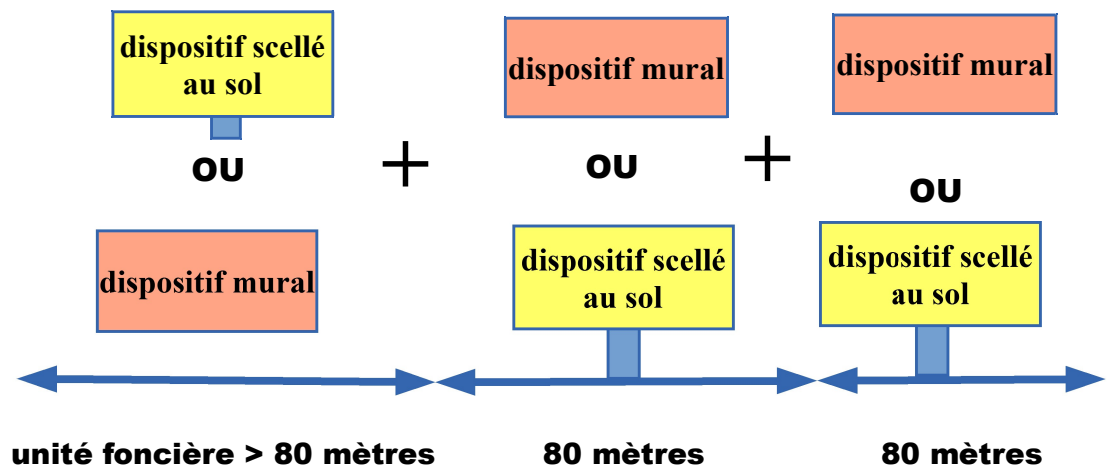 dispositif scellé
au sol
OU
dispositif mural
+
dispositif mural
OU
dispositif scellé
au sol
+
dispositif mural
OU
dispositif scellé
au sol
unité foncière > 80 mètres
80 mètres
80 mètres